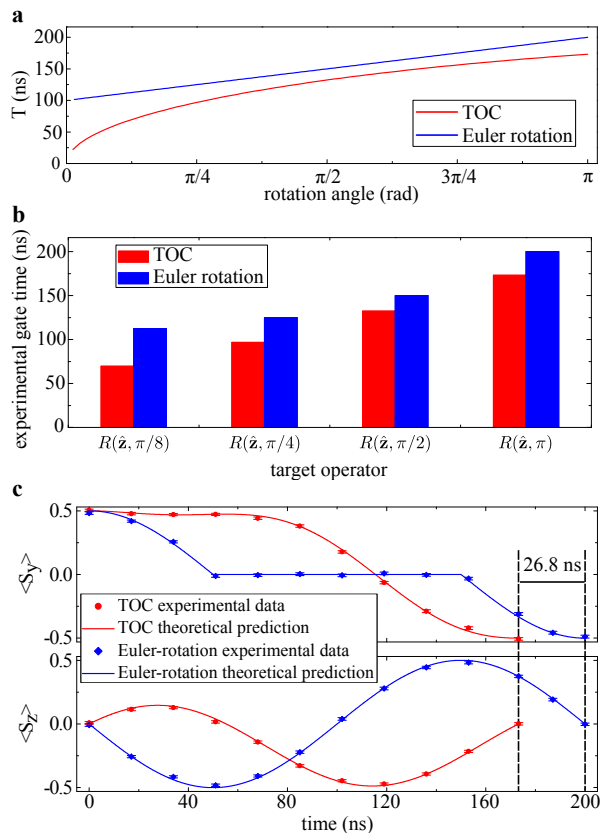 a
T (ns)
200
150
100
50
0
TOC
Euler rotation
0
π/4
π/2
3π/4
π
rotation angle (rad)
b
experimental gate time (ns)
200
150
100
50
0
TOC
Euler rotation
R(ẑ, π/8)
R(ẑ, π/4)
R(ẑ, π/2)
R(ẑ, π)
target operator
c
<Sy>
0.5
0.0
-0.5
26.8 ns
TOC experimental data
TOC theoretical prediction
Euler-rotation experimental data
Euler-rotation theoretical prediction
<Sz>
0.5
0.0
-0.5
0
40
80
120
160
200
time (ns)